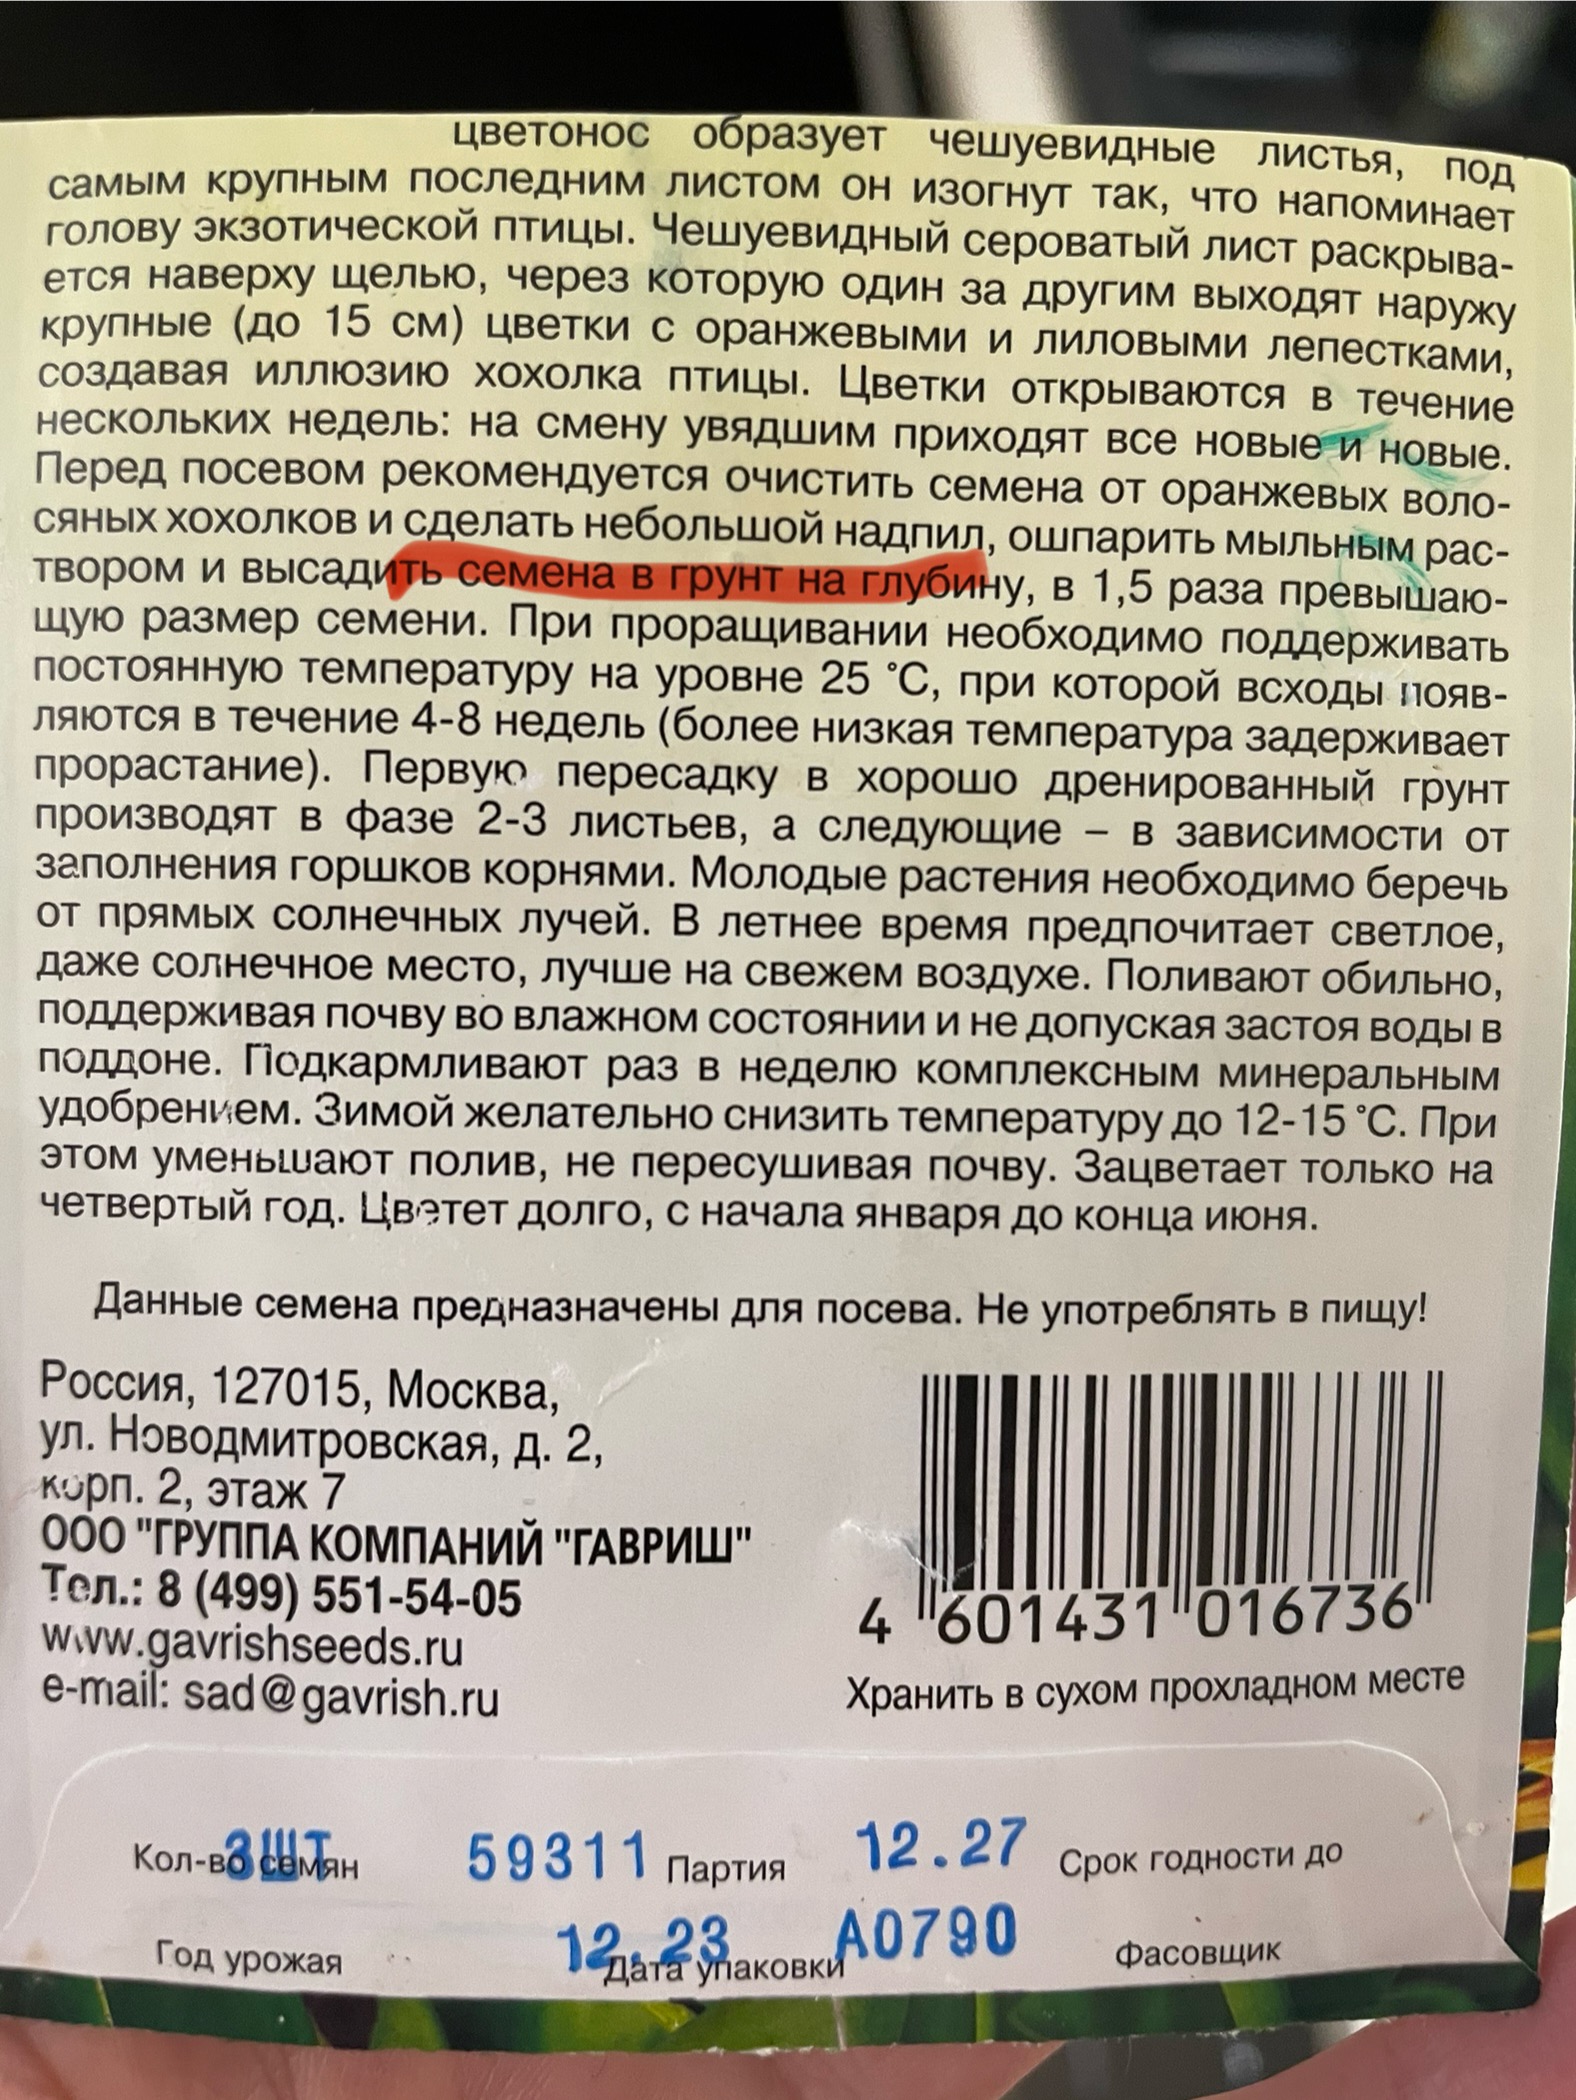 цветонос образует чешуевидные листья, под
самым крупным последним листом он изогнут так, что напоминает
голову экзотической птицы. Чешуевидный сероватый лист раскрыва-
ется наверху щелью, через которую один за другим выходят наружу
крупные (до 15 см) цветки с оранжевыми и лиловыми лепестками,
создавая иллюзию хохолка птицы. Цветки открываются в течение
нескольких недель: на смену увядшим приходят все новые и новые.
Перед посевом рекомендуется очистить семена от оранжевых воло-
сяных хохолков и сделать небольшой надпил, ошпарить мыльным рас-
твором и высадить семена в грунт на глубину, в 1,5 раза превышаю-
щую размер семени. При проращивании необходимо поддерживать
постоянную температуру на уровне 25 °C, при которой всходы появ-
ляются в течение 4-8 недель (более низкая температура задерживает
прорастание). Первую пересадку в хорошо дренированный грунт
производят в фазе 2-3 листьев, а следующие – в зависимости от
заполнения горшков корнями. Молодые растения необходимо беречь
от прямых солнечных лучей. В летнее время предпочитает светлое,
даже солнечное место, лучше на свежем воздухе. Поливают обильно,
поддерживая почву во влажном состоянии и не допуская застоя воды в
поддоне. Подкармливают раз в неделю комплексным минеральным
удобрением. Зимой желательно снизить температуру до 12-15 °C. При
этом уменьшают полив, не пересушивая почву. Зацветает только на
четвертый год. Цветет долго, с начала января до конца июня.
Данные семена предназначены для посева. Не употреблять в пищу!
Россия, 127015, Москва,
ул. Новодмитровская, д. 2,
корп. 2, этаж 7
ООО "ГРУППА КОМПАНИЙ "ГАВРИШ"
Тел.: 8 (499) 551-54-05
www.gavrishseeds.ru
e-mail: sad@gavrish.ru
4 601431 016736
Хранить в сухом прохладном месте
Кол-во семян 3ШТ 59311 Партия 12.27 Срок годности до
Год урожая 12.23 Дата упаковки А0790 Фасовщик